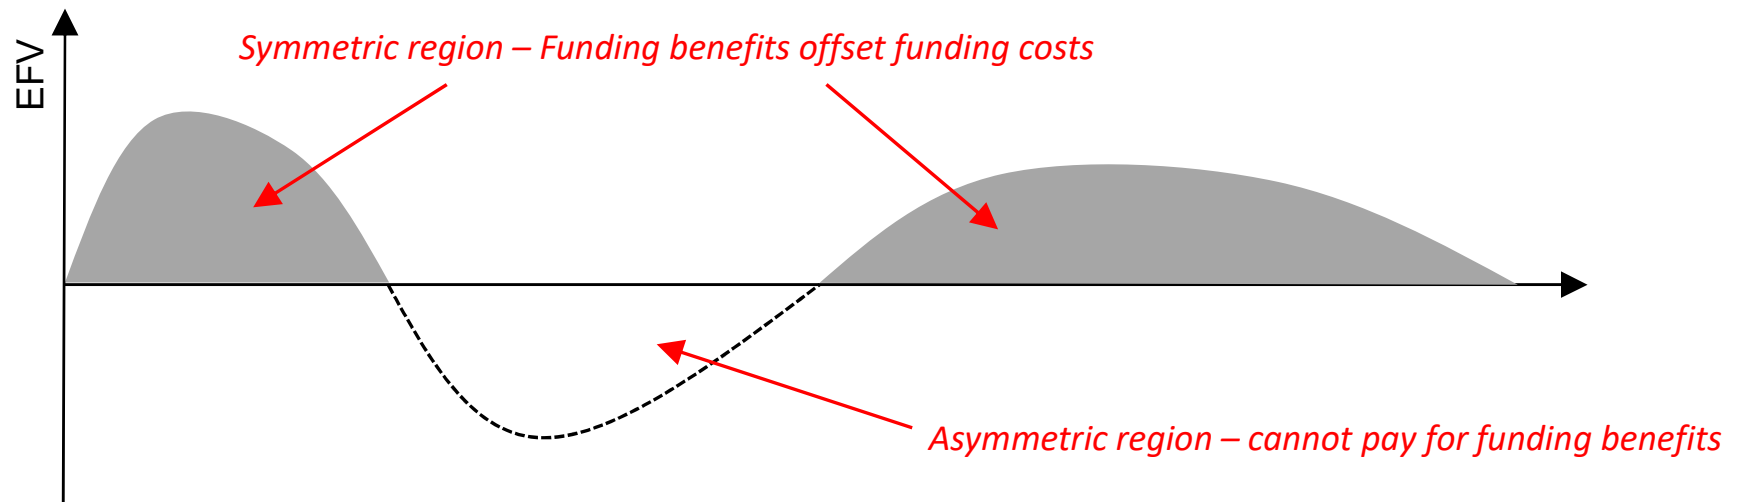 EFV
Symmetric region – Funding benefits offset funding costs
Asymmetric region – cannot pay for funding benefits